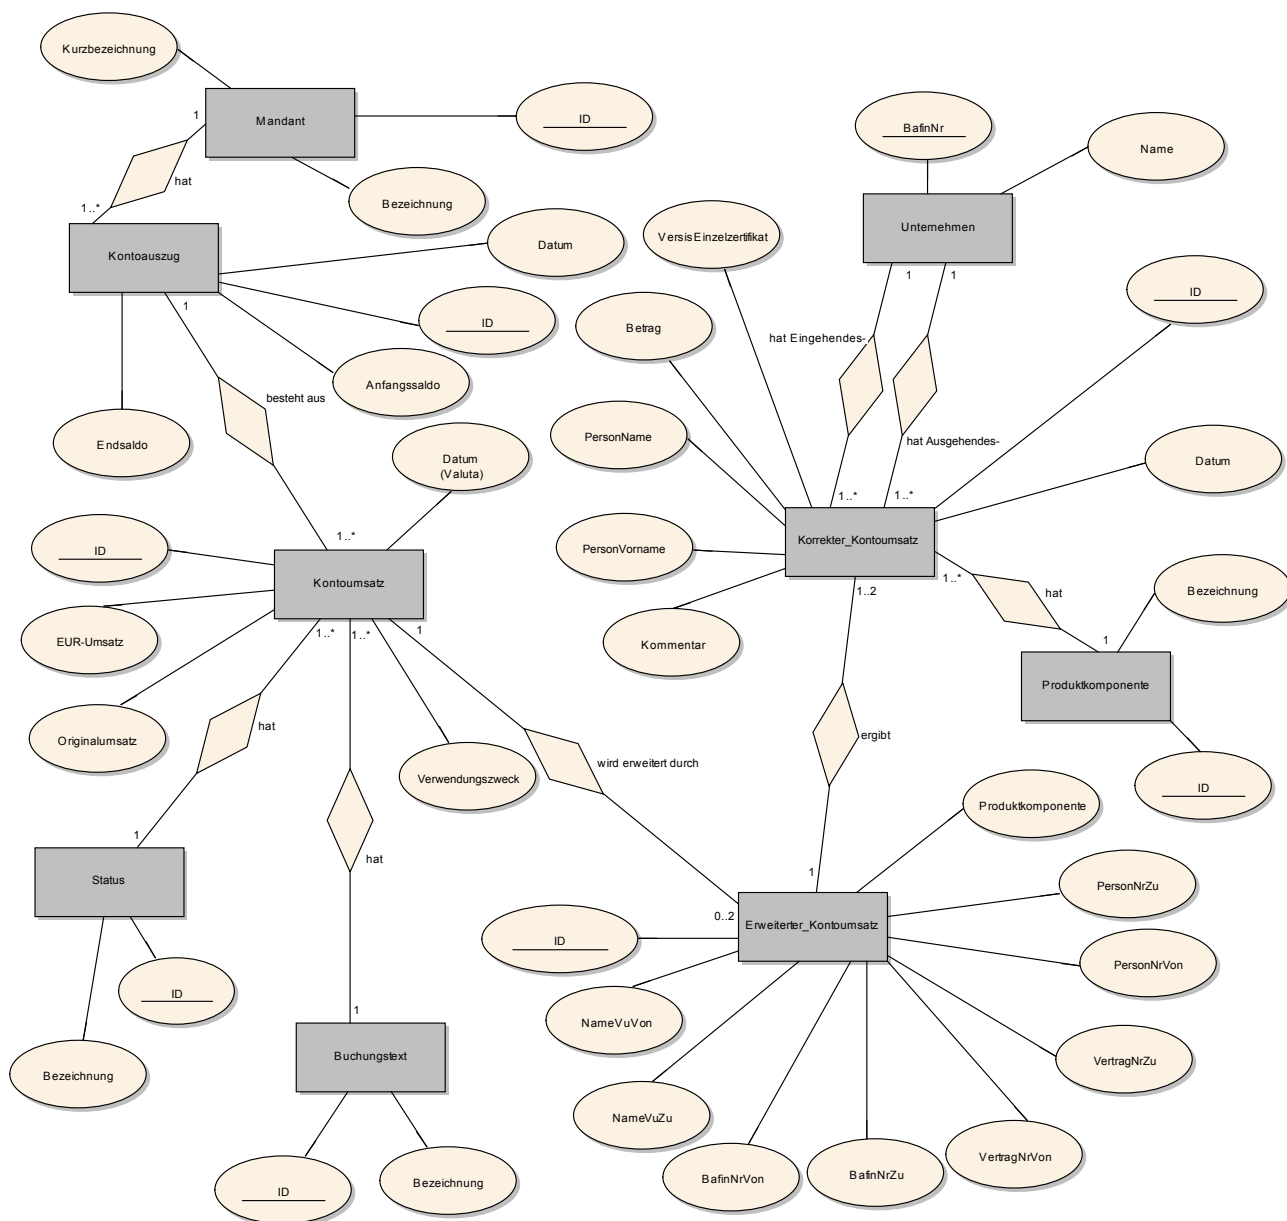 Kurzbezeichnung
Mandant
ID
1
hat
1..*
Bezeichnung
BafinNr
Name
Unternehmen
Kontoauszug
Datum
ID
Anfangssaldo
Endsaldo
1
besteht aus
1..*
VersisEinzelzertifikat
1
1
ID
Betrag
hat Eingehendes-
hat Ausgehendes-
PersonName
Datum
(Valuta)
Datum
1..*
1..*
Korrekter_Kontoumsatz
PersonVorname
Kommentar
1..2
1..*
hat
1
Bezeichnung
Produktkomponente
ID
ID
Kontoumsatz
EUR-Umsatz
Originalumsatz
1..*
1..*
1
hat
Verwendungszweck
wird erweitert durch
ergibt
hat
1
Status
ID
Bezeichnung
1
Buchungstext
ID
Bezeichnung
1
0..2
Erweiterter_Kontoumsatz
Produktkomponente
PersonNrZu
PersonNrVon
VertragNrZu
VertragNrVon
BafinNrZu
BafinNrVon
NameVuZu
NameVuVon
ID